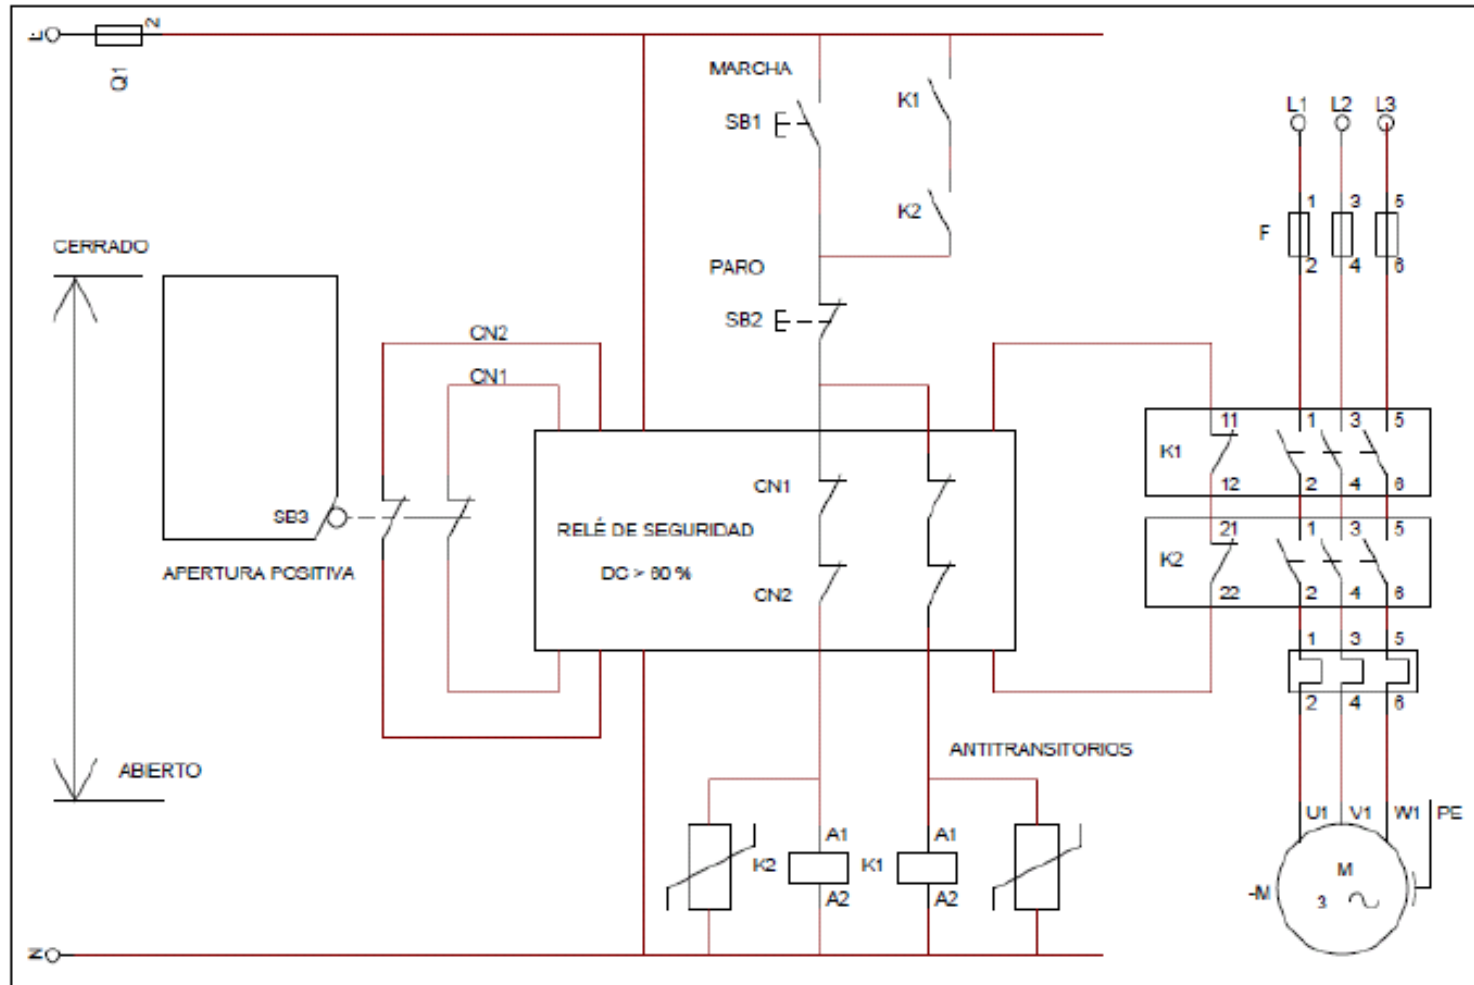 L
2
Q1
MARCHA
SB1
K1
K2
PARO
SB2
L1 L2 L3
1 3 5
F
2 4 6
CERRADO
CN2
CN1
SB3
APERTURA POSITIVA
ABIERTO
CN1
RELÉ DE SEGURIDAD
DC > 60 %
CN2
11 1 3 5
K1
12 2 4 6
21 1 3 5
K2
22 2 4 6
1 3 5
2 4 6
ANTITRANSITORIOS
A1 A1
K2 K1
A2 A2
U1 V1 W1 PE
M
-M
3
N